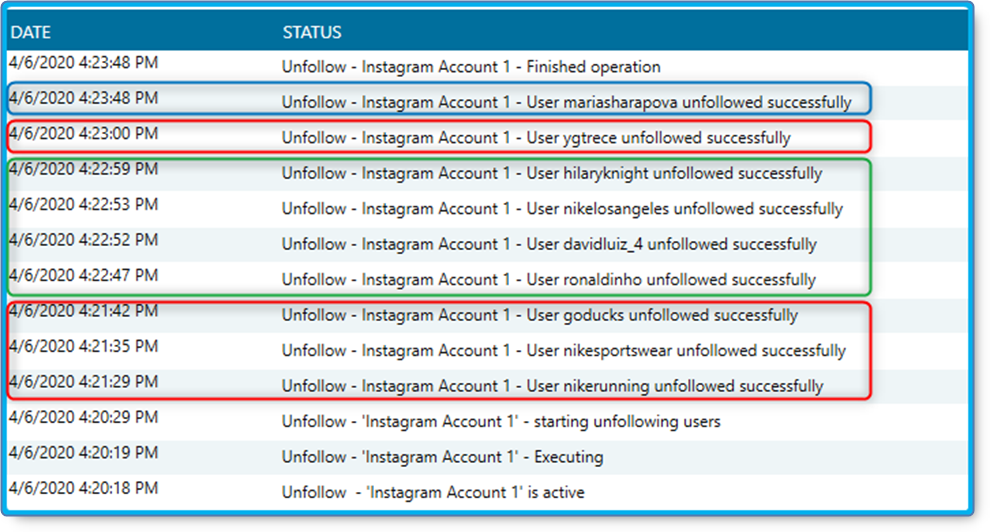 DATE STATUS
4/6/2020 4:23:48 PM Unfollow - Instagram Account 1 - Finished operation
4/6/2020 4:23:48 PM Unfollow - Instagram Account 1 - User mariasharapova unfollowed successfully
4/6/2020 4:23:00 PM Unfollow - Instagram Account 1 - User ygtrece unfollowed successfully
4/6/2020 4:22:59 PM Unfollow - Instagram Account 1 - User hilaryknight unfollowed successfully
4/6/2020 4:22:53 PM Unfollow - Instagram Account 1 - User nikelosangeles unfollowed successfully
4/6/2020 4:22:52 PM Unfollow - Instagram Account 1 - User davidluiz_4 unfollowed successfully
4/6/2020 4:22:47 PM Unfollow - Instagram Account 1 - User ronaldinho unfollowed successfully
4/6/2020 4:21:42 PM Unfollow - Instagram Account 1 - User goducks unfollowed successfully
4/6/2020 4:21:35 PM Unfollow - Instagram Account 1 - User nikesportswear unfollowed successfully
4/6/2020 4:21:29 PM Unfollow - Instagram Account 1 - User nikerunning unfollowed successfully
4/6/2020 4:20:29 PM Unfollow - 'Instagram Account 1' - starting unfollowing users
4/6/2020 4:20:19 PM Unfollow - 'Instagram Account 1' - Executing
4/6/2020 4:20:18 PM Unfollow - 'Instagram Account 1' is active